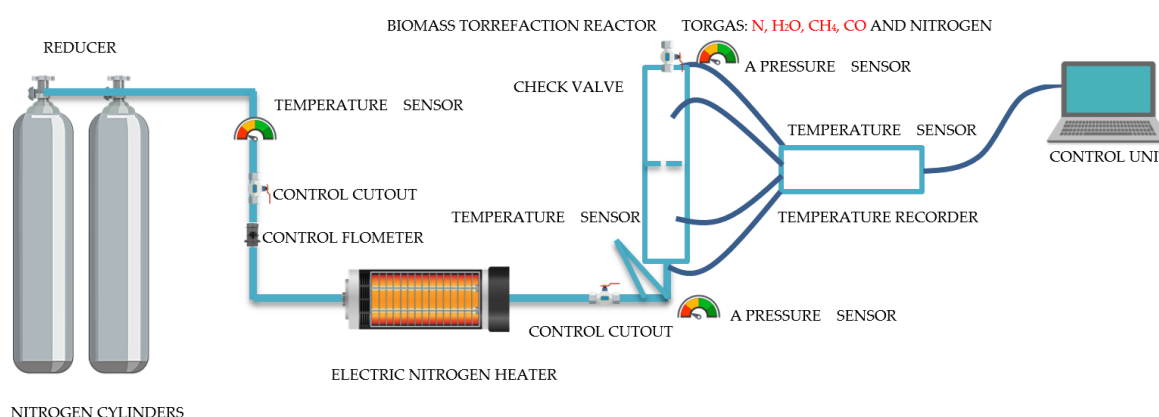 BIOMASS TORREFACTION REACTOR TORGAS: N, H₂O, CH₄, CO AND NITROGEN
REDUCER
A PRESSURE SENSOR
CHECK VALVE
TEMPERATURE SENSOR
TEMPERATURE SENSOR
CONTROL UNIT
CONTROL CUTOUT
TEMPERATURE SENSOR
TEMPERATURE RECORDER
CONTROL FLOMETER
A PRESSURE SENSOR
CONTROL CUTOUT
ELECTRIC NITROGEN HEATER
NITROGEN CYLINDERS